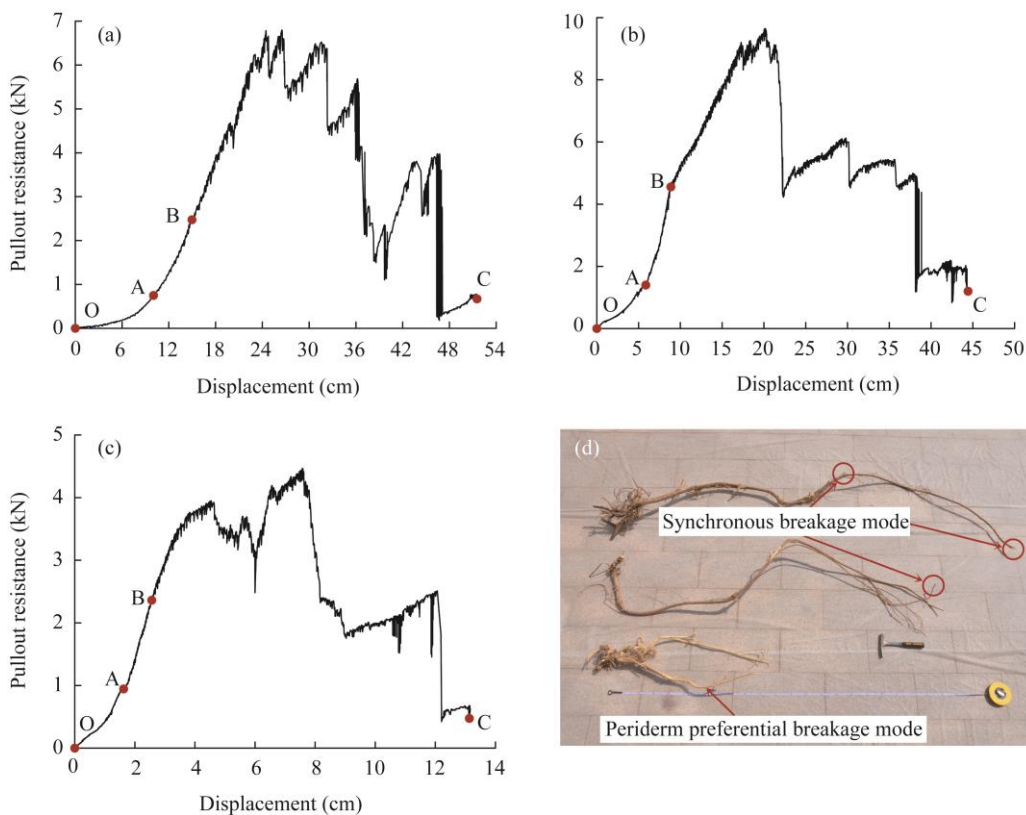 (a)
7
6
5
4
3
2
1
0
Pullout resistance (kN)
O
A
B
C
0 6 12 18 24 30 36 42 48 54
Displacement (cm)
(b)
10
8
6
4
2
0
O
A
B
C
0 5 10 15 20 25 30 35 40 45 50
Displacement (cm)
(c)
5
4
3
2
1
0
Pullout resistance (kN)
O
A
B
C
0 2 4 6 8 10 12 14
Displacement (cm)
(d)
Synchronous breakage mode
Periderm preferential breakage mode